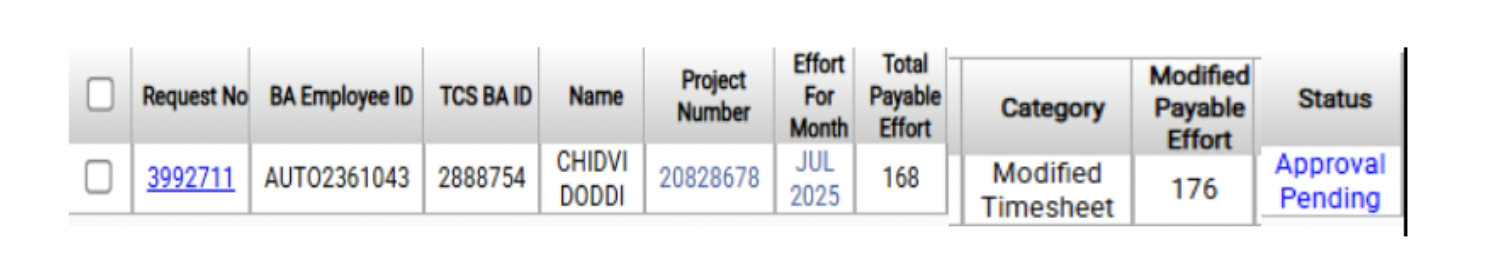 Request No BA Employee ID TCS BA ID Name Project Number Effort For Month Total Payable Effort Category Modified Payable Effort Status
3992711 AUTO2361043 2888754 CHIDVI DODDI 20828678 JUL 2025 168 Modified Timesheet 176 Approval Pending